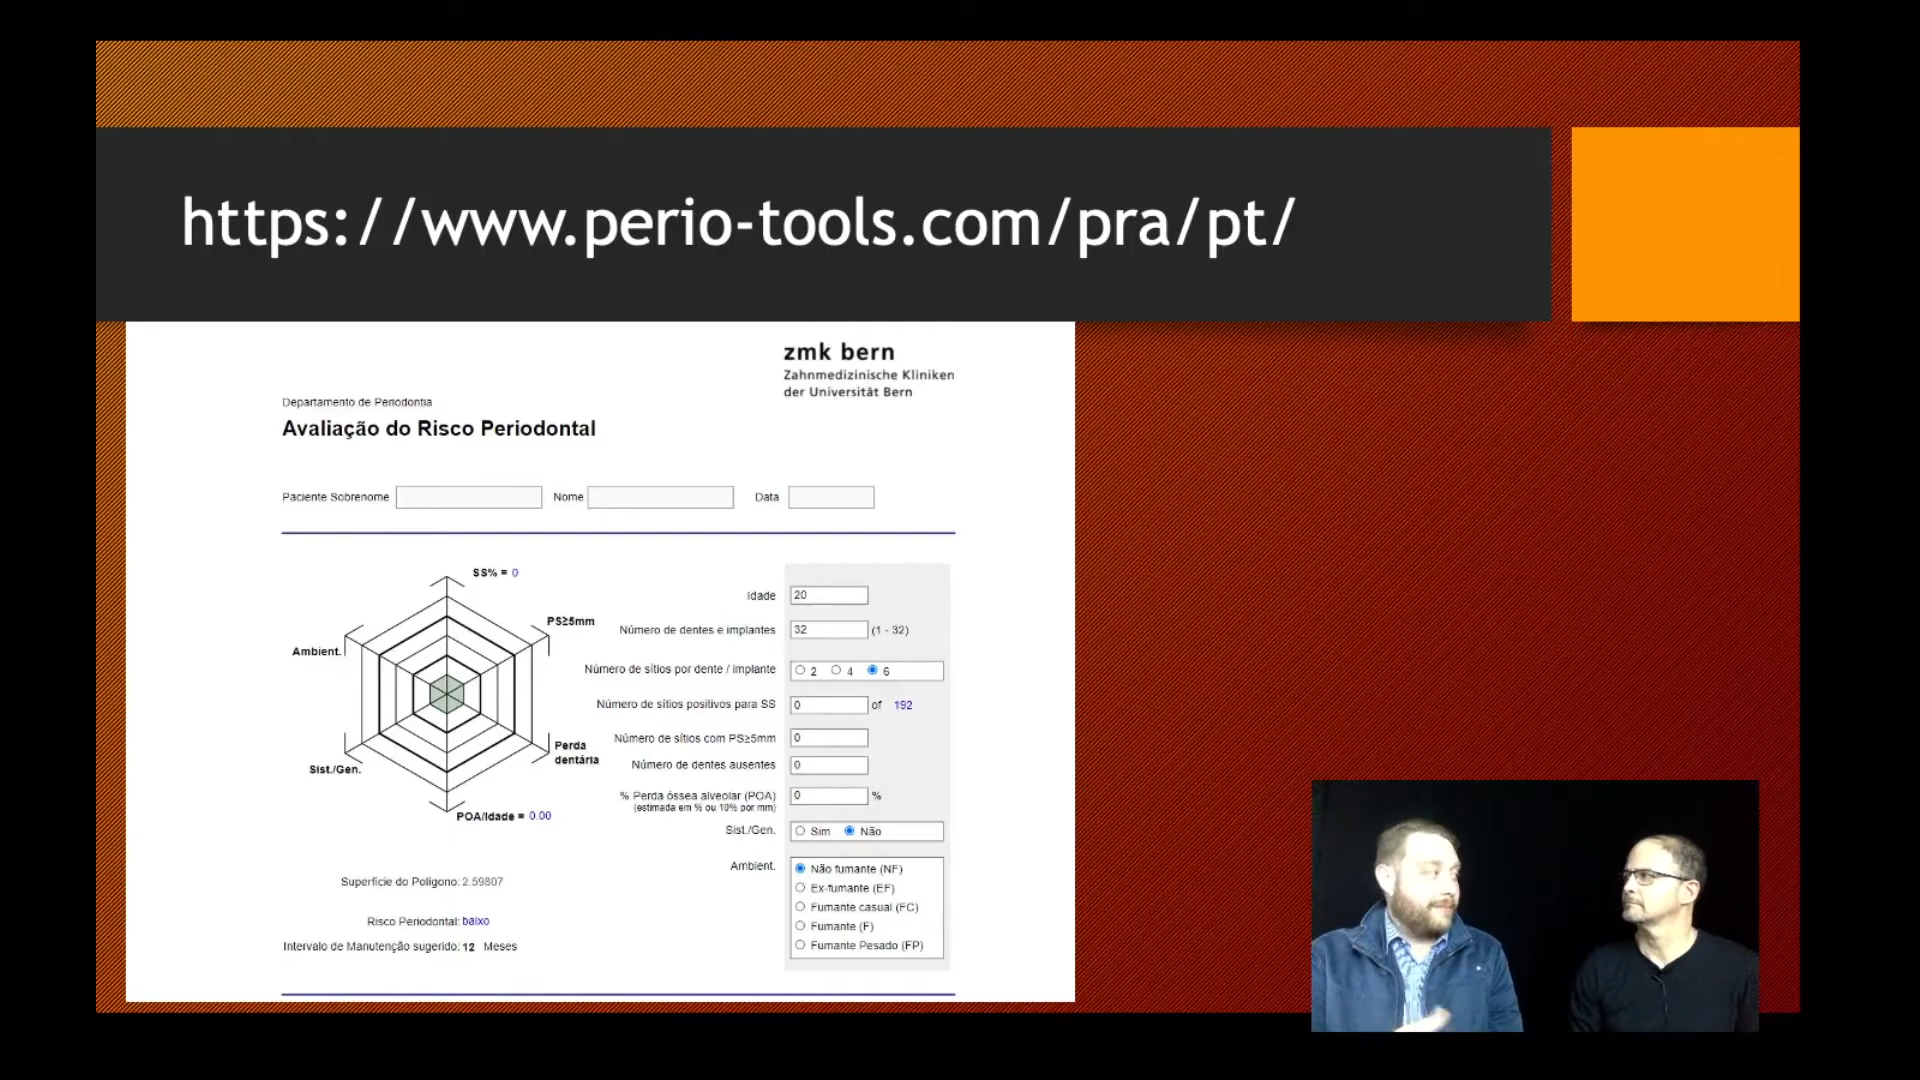 https://www.perio-tools.com/pra/pt/
zmk bern
Zahnmedizinische Kliniken
der Universität Bern
Departamento de Periodontia
Avaliação do Risco Periodontal
Paciente Sobrenome Nome Data
SS% = 0
PS≥5mm
Ambient.
Perda
dentária
Sist./Gen.
POA/Idade = 0.00
Superfície do Polígono: 2.59807
Risco Periodontal: baixo
Intervalo de Manutenção sugerido: 12 Meses
Idade 20
Número de dentes e implantes 32 (1 - 32)
Número de sítios por dente / implante 2 4 6
Número de sítios positivos para SS 0 of 192
Número de sítios com PS≥5mm 0
Número de dentes ausentes 0
% Perda óssea alveolar (POA) 0 %
(estimada em % ou 10% por mm)
Sist./Gen. Sim Não
Ambient. Não fumante (NF)
Ex-fumante (EF)
Fumante casual (FC)
Fumante (F)
Fumante Pesado (FP)